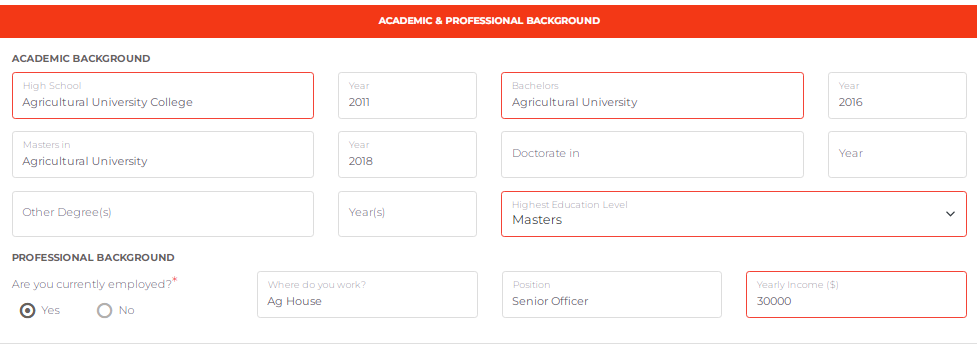 ACADEMIC & PROFESSIONAL BACKGROUND
ACADEMIC BACKGROUND
High School
Agricultural University College
Year
2011
Bachelors
Agricultural University
Year
2016
Masters in
Agricultural University
Year
2018
Doctorate in
Year
Other Degree(s)
Year(s)
Highest Education Level
Masters
PROFESSIONAL BACKGROUND
Are you currently employed?*
Yes
No
Where do you work?
Ag House
Position
Senior Officer
Yearly Income ($)
30000